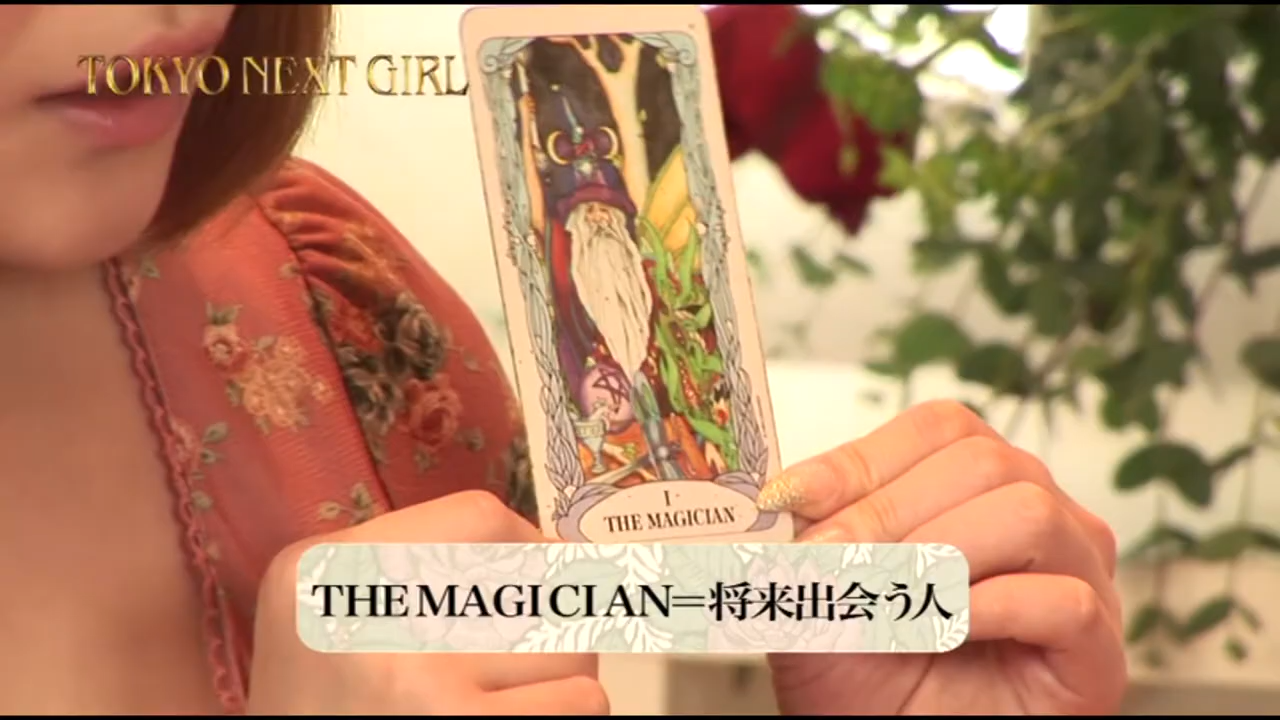 TOKYO NEXT GIRL
I
THE MAGICIAN
THE MAGICIAN=将来出会う人